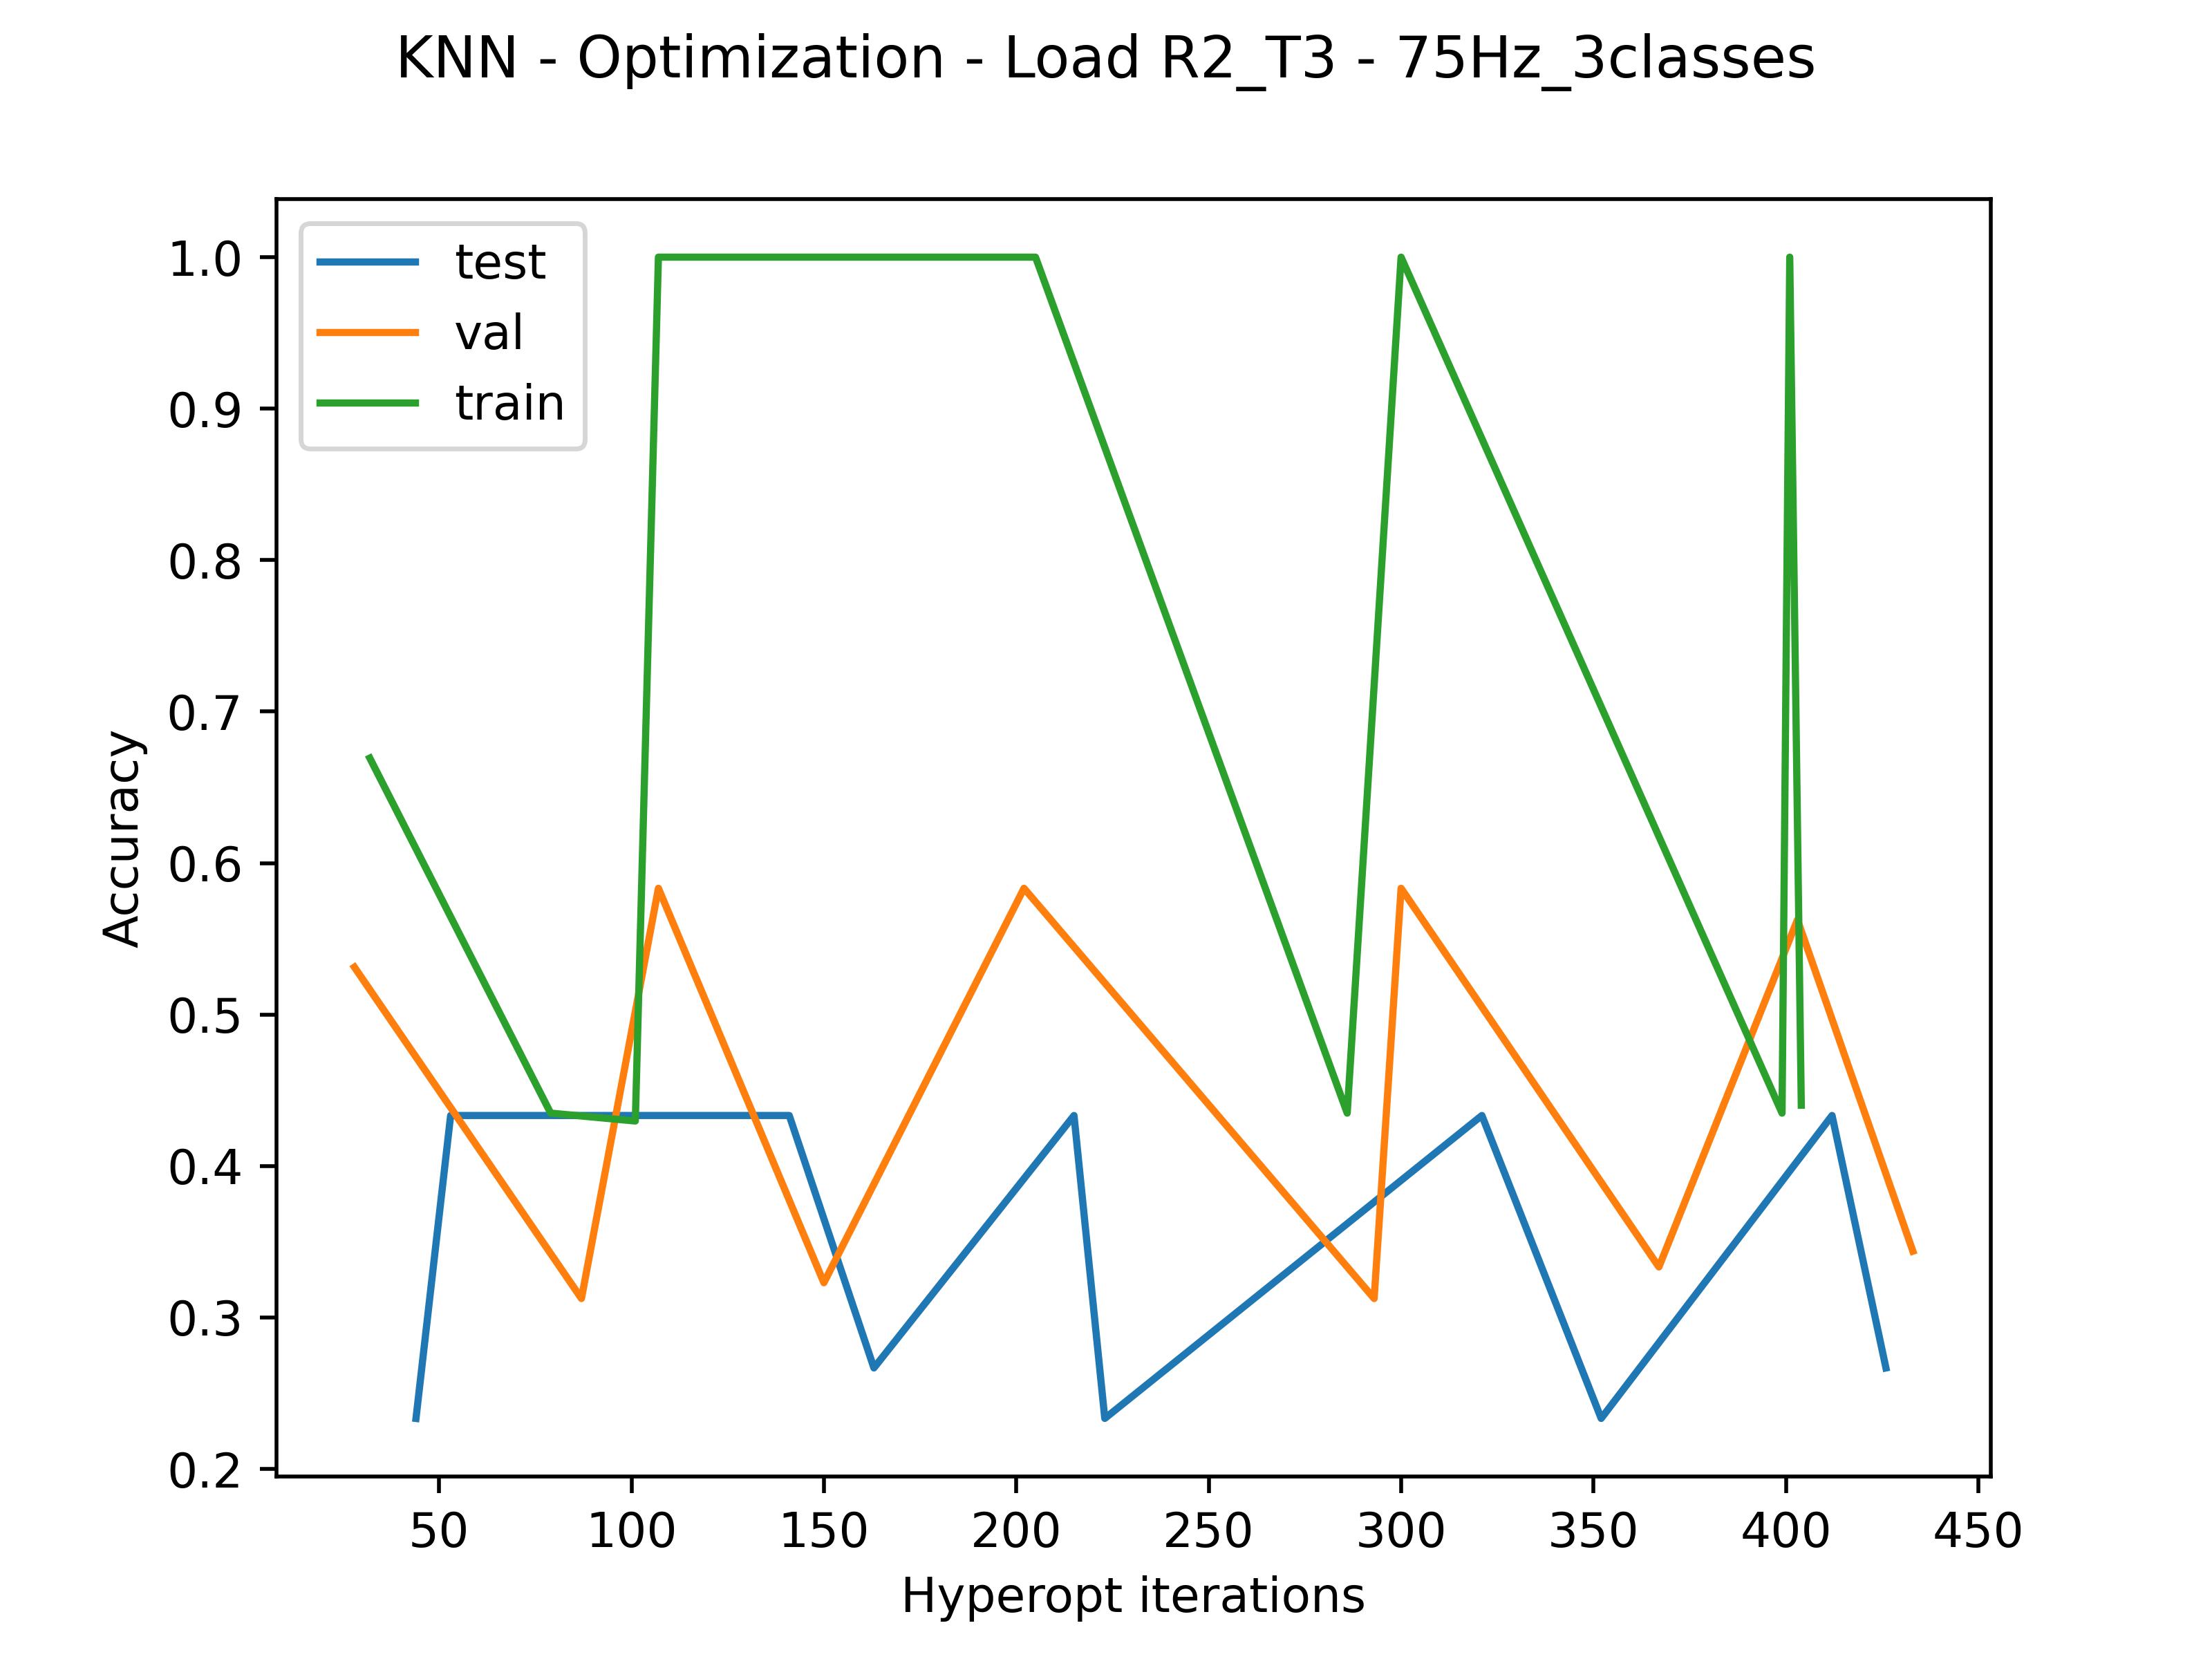 KNN - Optimization - Load R2_T3 - 75Hz_3classes
test
val
train
1.0
0.9
0.8
0.7
0.6
0.5
0.4
0.3
0.2
Accuracy
50 100 150 200 250 300 350 400 450
Hyperopt iterations